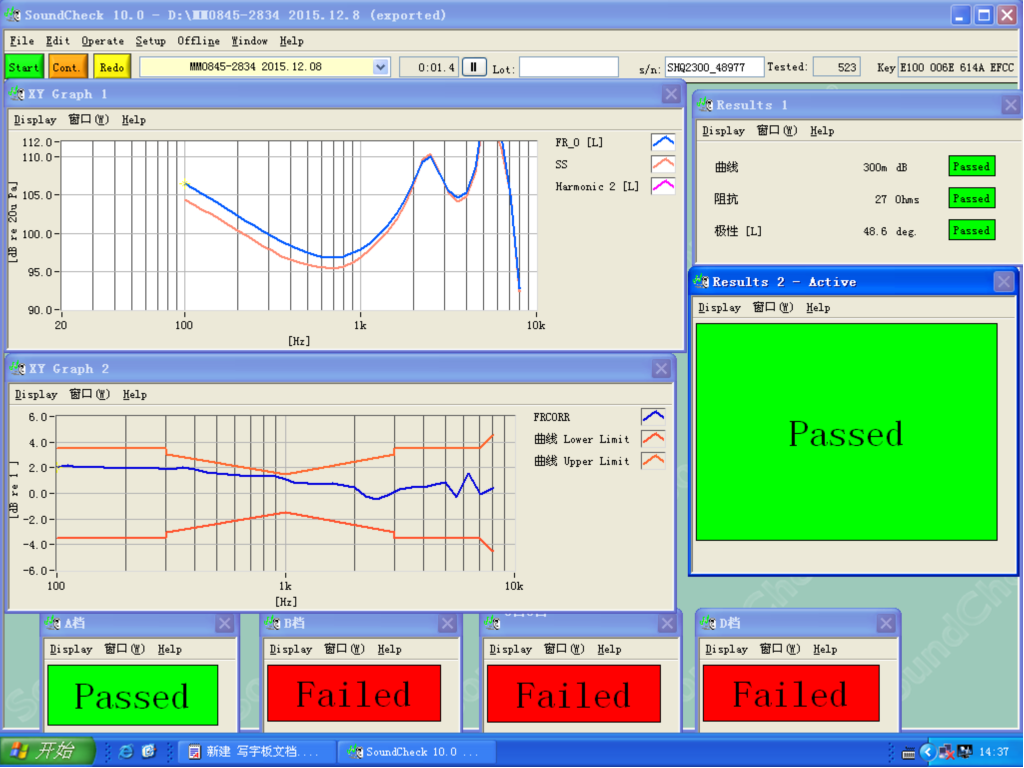 SoundCheck 10.0 - D:\MM0845-2834 2015.12.8 (exported)
File Edit Operate Setup Offline Window Help
Start Cont. Redo MM0845-2834 2015.12.08 0:01.4 Lot: s/n: SHQ2300_48977 Tested: 523 Key E100 006E 614A EFCC
XY Graph 1
Display 窗口(W) Help
112.0
110.0
105.0
100.0
95.0
90.0
[dB re 20u Pa]
20 100 1k 10k
[Hz]
FR_0 [L]
SS
Harmonic 2 [L]
Results 1
Display 窗口(W) Help
曲线 300m dB Passed
阻抗 27 Ohms Passed
极性 [L] 48.6 deg. Passed
Results 2 - Active
Display 窗口(W) Help
Passed
XY Graph 2
Display 窗口(W) Help
6.0
4.0
2.0
0.0
-2.0
-4.0
-6.0
[dB re 1 ]
100 1k 10k
[Hz]
FRCORR
曲线 Lower Limit
曲线 Upper Limit
A档
Display 窗口(W) Help
Passed
B档
Display 窗口(W) Help
Failed
Display 窗口(W) Help
Failed
D档
Display 窗口(W) Help
Failed
开始 新建 写字板文档.... SoundCheck 10.0 ... 14:37